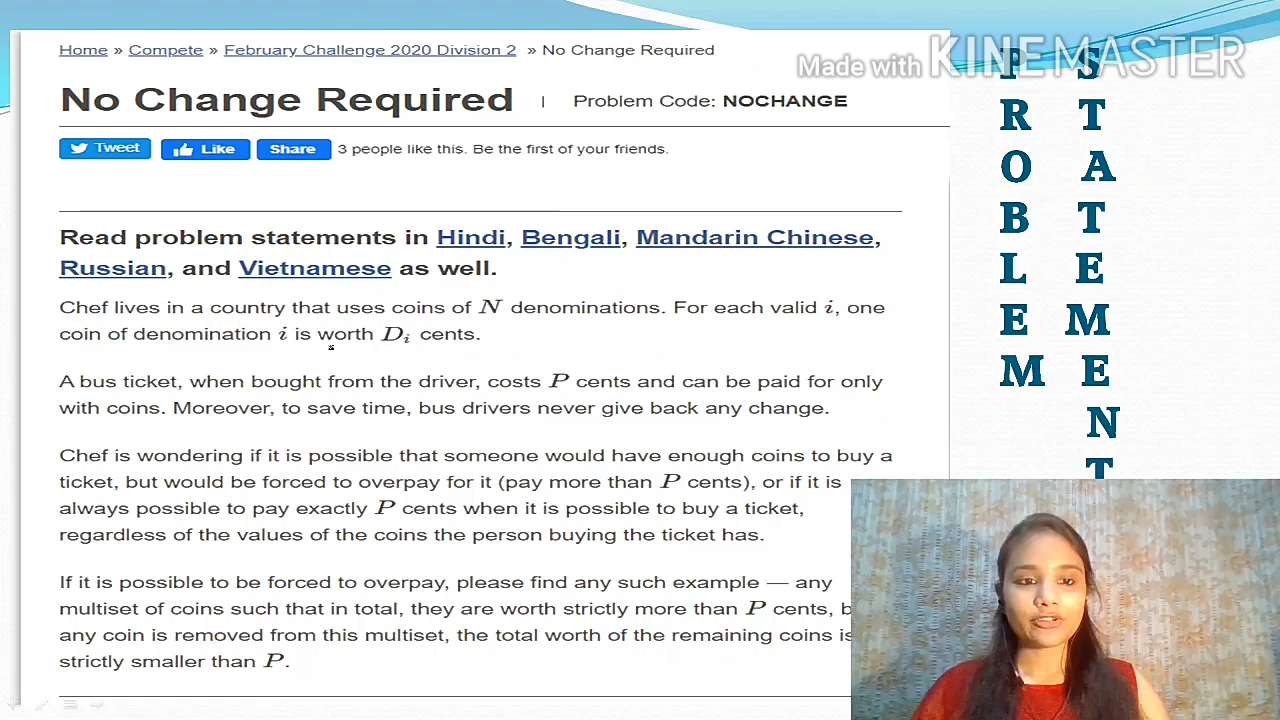 Home » Compete » February Challenge 2020 Division 2 » No Change Required
Made with KINEMASTER
No Change Required | Problem Code: NOCHANGE
Tweet Like Share 3 people like this. Be the first of your friends.
Read problem statements in Hindi, Bengali, Mandarin Chinese,
Russian, and Vietnamese as well.
Chef lives in a country that uses coins of N denominations. For each valid i, one
coin of denomination i is worth Di cents.
A bus ticket, when bought from the driver, costs P cents and can be paid for only
with coins. Moreover, to save time, bus drivers never give back any change.
Chef is wondering if it is possible that someone would have enough coins to buy a
ticket, but would be forced to overpay for it (pay more than P cents), or if it is
always possible to pay exactly P cents when it is possible to buy a ticket,
regardless of the values of the coins the person buying the ticket has.
If it is possible to be forced to overpay, please find any such example — any
multiset of coins such that in total, they are worth strictly more than P cents,
any coin is removed from this multiset, the total worth of the remaining coins is
strictly smaller than P.
PROBLEM
STATEMENT